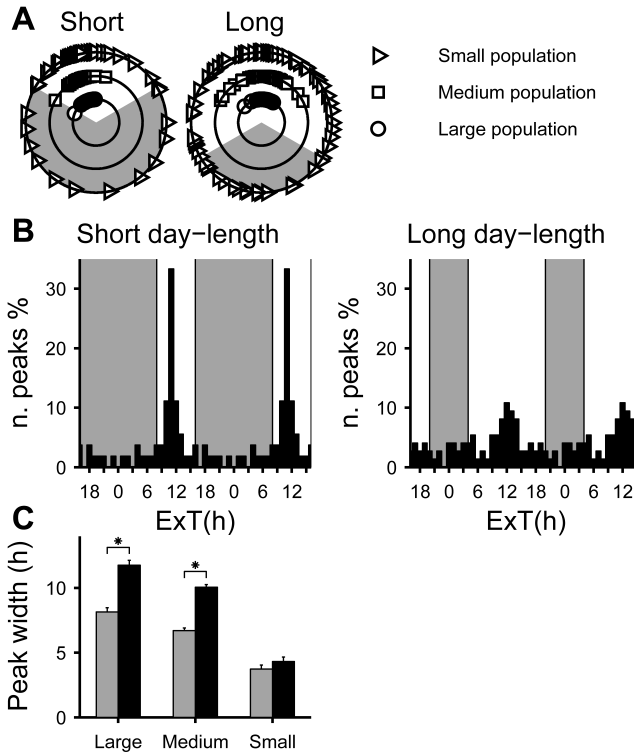 A
Short
Long
Small population
Medium population
Large population
B
Short day−length
Long day−length
n. peaks %
30
20
10
0
18 0 6 12 0 6 12
ExT(h)
n. peaks %
30
20
10
0
18 0 6 12 18 0 6 12
ExT(h)
C
Peak width (h)
10
5
0
*
*
Large
Medium
Small